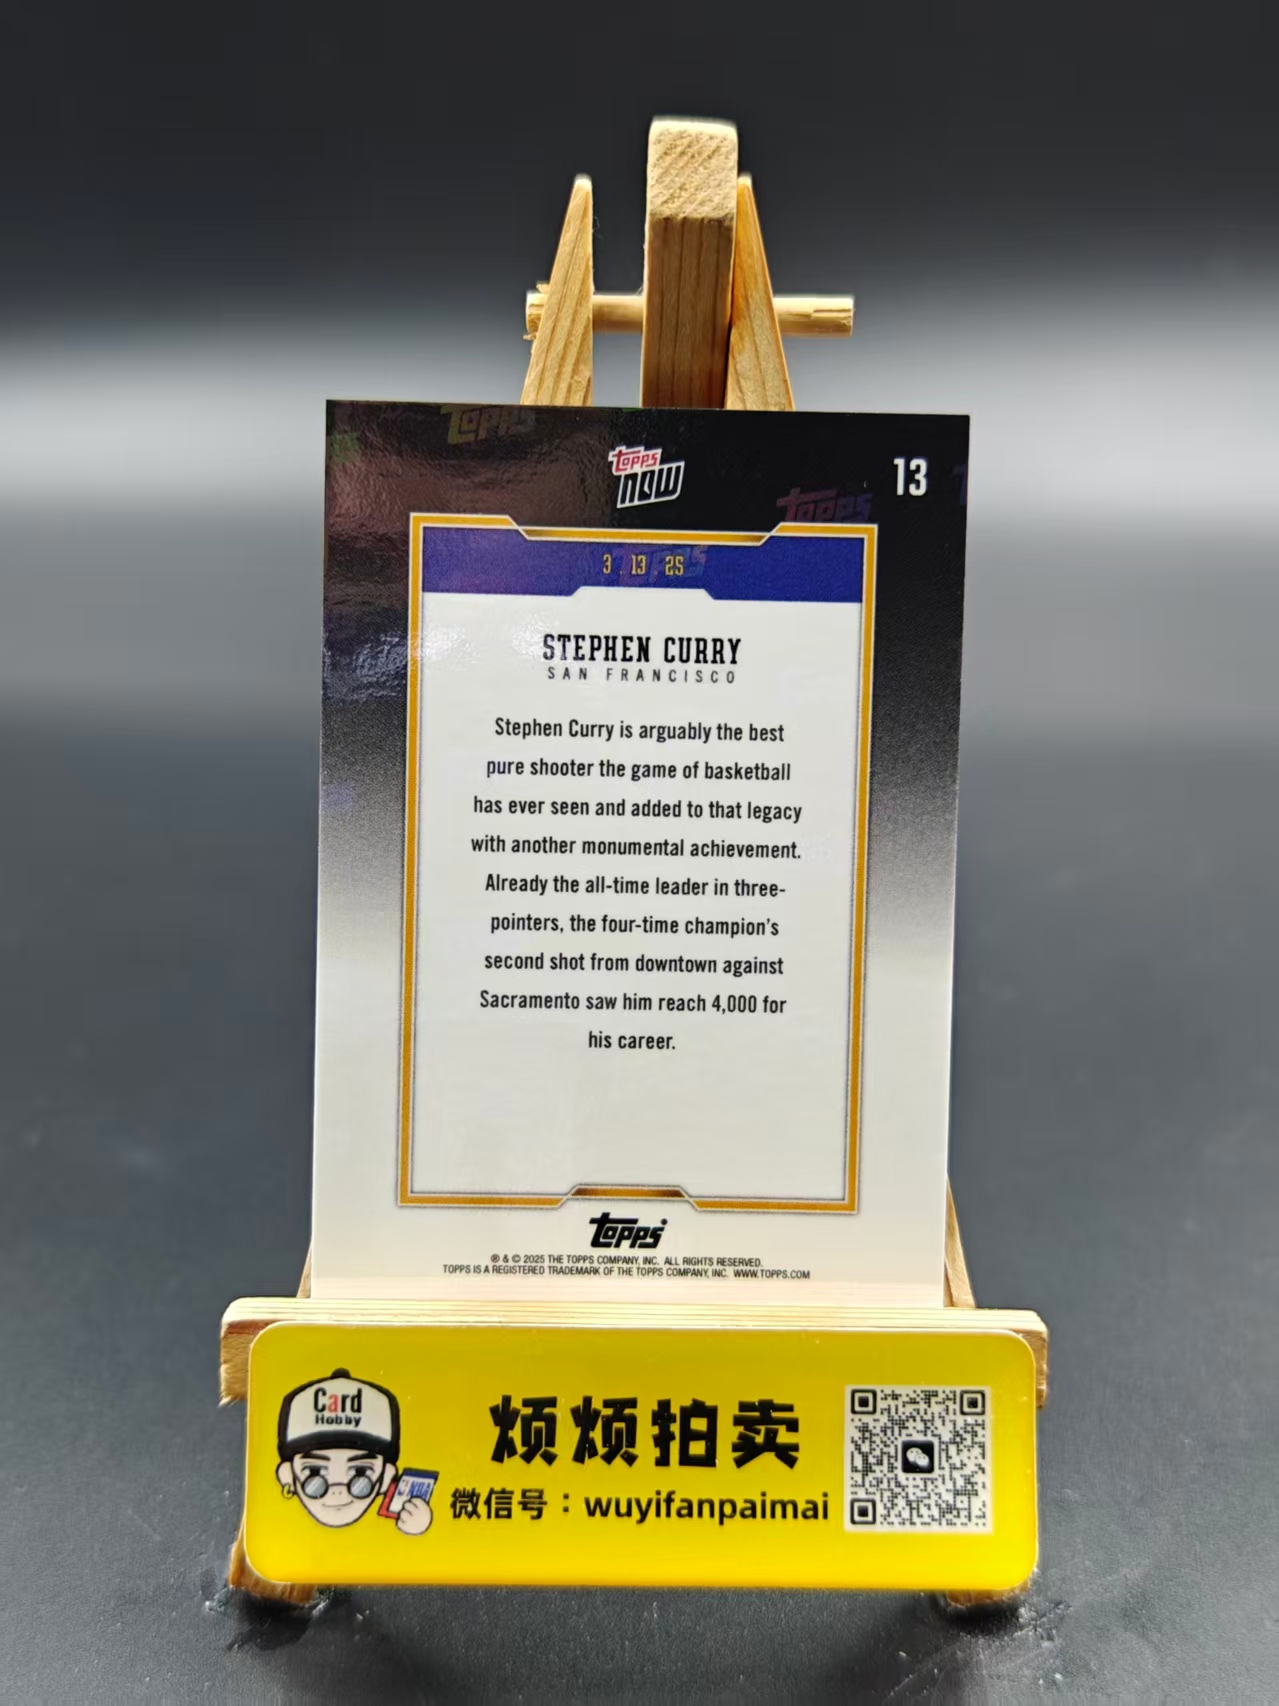 Topps
topps
now
13
Topps
Topps
3 . 13 . 25
STEPHEN CURRY
SAN FRANCISCO
Stephen Curry is arguably the best
pure shooter the game of basketball
has ever seen and added to that legacy
with another monumental achievement.
Already the all-time leader in three-
pointers, the four-time champion's
second shot from downtown against
Sacramento saw him reach 4,000 for
his career.
topps
® & © 2025 THE TOPPS COMPANY, INC. ALL RIGHTS RESERVED.
TOPPS IS A REGISTERED TRADEMARK OF THE TOPPS COMPANY, INC. WWW.TOPPS.COM
Card
Hobby
NBA
烦烦拍卖
微信号：wuyifanpaimai